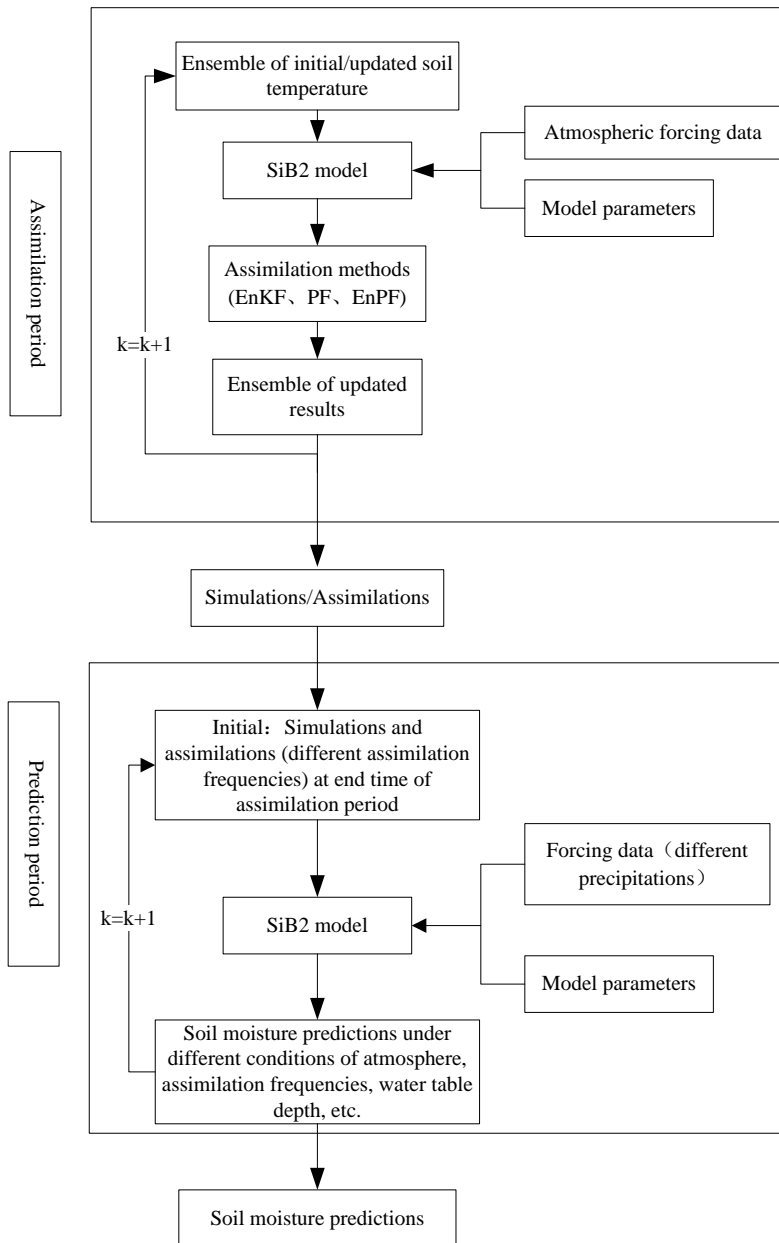 Ensemble of initial/updated soil
temperature
Atmospheric forcing data
SiB2 model
Model parameters
Assimilation period
Assimilation methods
(EnKF、PF、EnPF)
k=k+1
Ensemble of updated
results
Simulations/Assimilations
Initial：Simulations and
assimilations (different assimilation
frequencies) at end time of
assimilation period
Prediction period
Forcing data（different
precipitations）
k=k+1
SiB2 model
Model parameters
Soil moisture predictions under
different conditions of atmosphere,
assimilation frequencies, water table
depth, etc.
Soil moisture predictions